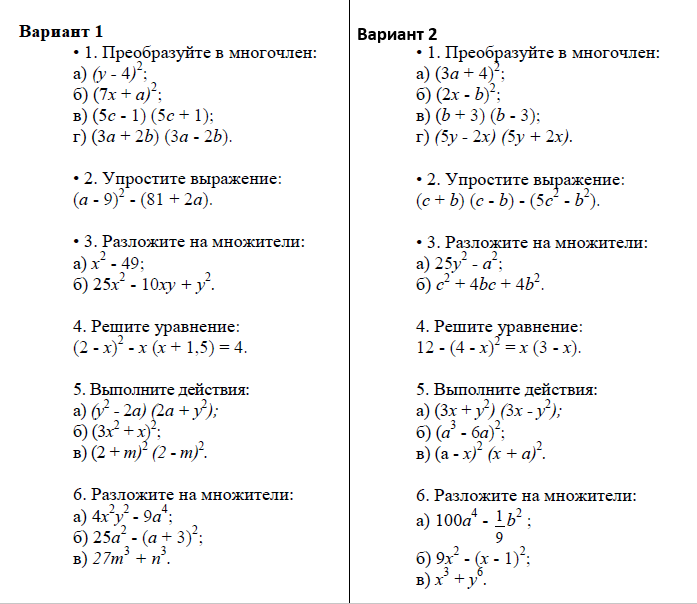 Вариант 1
• 1. Преобразуйте в многочлен:
а) (y - 4)²;
б) (7x + a)²;
в) (5c - 1) (5c + 1);
г) (3a + 2b) (3a - 2b).
• 2. Упростите выражение:
(a - 9)² - (81 + 2a).
• 3. Разложите на множители:
а) x² - 49;
б) 25x² - 10xy + y².
4. Решите уравнение:
(2 - x)² - x (x + 1,5) = 4.
5. Выполните действия:
а) (y² - 2a) (2a + y²);
б) (3x² + x)²;
в) (2 + m)² (2 - m)².
6. Разложите на множители:
а) 4x²y² - 9a⁴;
б) 25a² - (a + 3)²;
в) 27m³ + n³.
Вариант 2
• 1. Преобразуйте в многочлен:
а) (3a + 4)²;
б) (2x - b)²;
в) (b + 3) (b - 3);
г) (5y - 2x) (5y + 2x).
• 2. Упростите выражение:
(c + b) (c - b) - (5c² - b²).
• 3. Разложите на множители:
а) 25y² - a²;
б) c² + 4bc + 4b².
4. Решите уравнение:
12 - (4 - x)² = x (3 - x).
5. Выполните действия:
а) (3x + y²) (3x - y²);
б) (a³ - 6a)²;
в) (a - x)² (x + a)².
6. Разложите на множители:
а) 100a⁴ - 1/9 b² ;
б) 9x² - (x - 1)²;
в) x³ + y⁶.